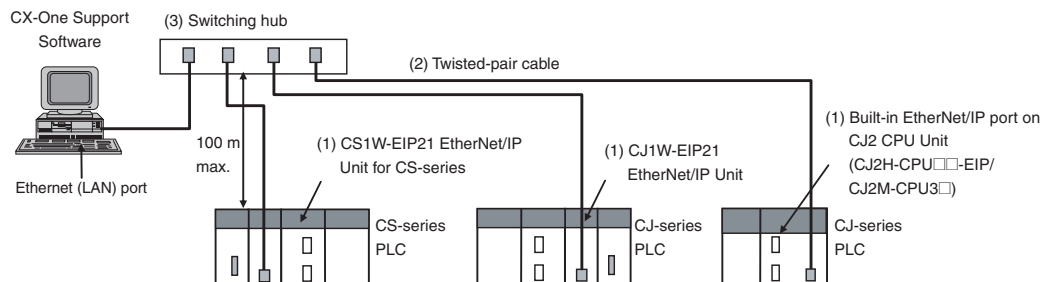 CX-One Support
Software
(3) Switching hub
(2) Twisted-pair cable
100 m
max.
Ethernet (LAN) port
(1) CS1W-EIP21 EtherNet/IP
Unit for CS-series
(1) CJ1W-EIP21
EtherNet/IP Unit
(1) Built-in EtherNet/IP port on
CJ2 CPU Unit
(CJ2H-CPU□□-EIP/
CJ2M-CPU3□)
CS-series
PLC
CJ-series
PLC
CJ-series
PLC